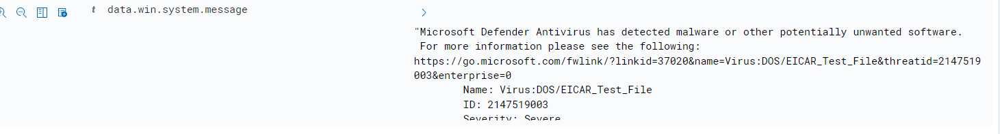 t data.win.system.message
"Microsoft Defender Antivirus has detected malware or other potentially unwanted software.
For more information please see the following:
https://go.microsoft.com/fwlink/?linkid=37020&name=Virus:DOS/EICAR_Test_File&threatid=2147519
003&enterprise=0
Name: Virus:DOS/EICAR_Test_File
ID: 2147519003
Severity: Severe